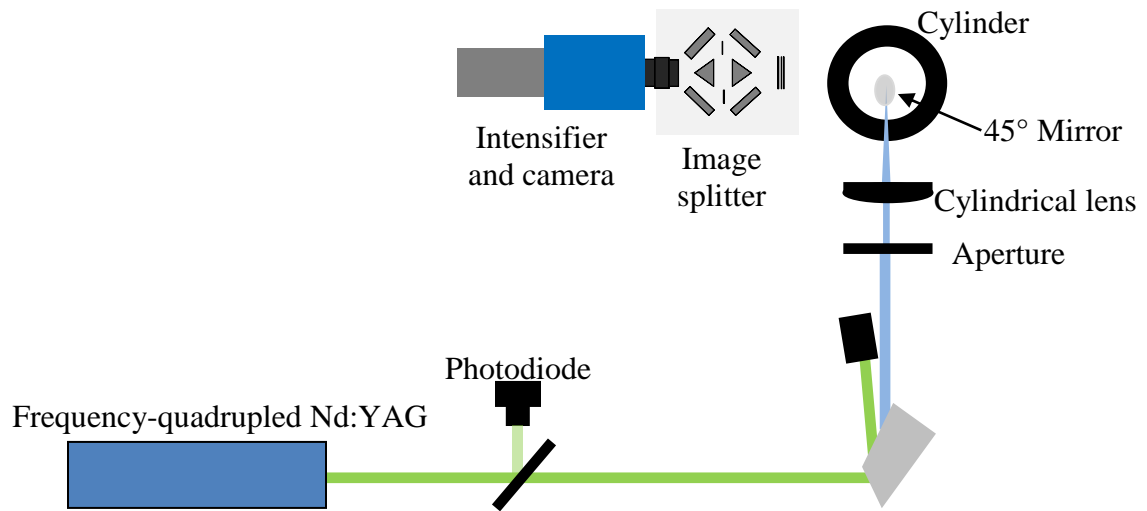 Cylinder
45° Mirror
Intensifier
and camera
Image
splitter
Cylindrical lens
Aperture
Photodiode
Frequency-quadrupled Nd:YAG